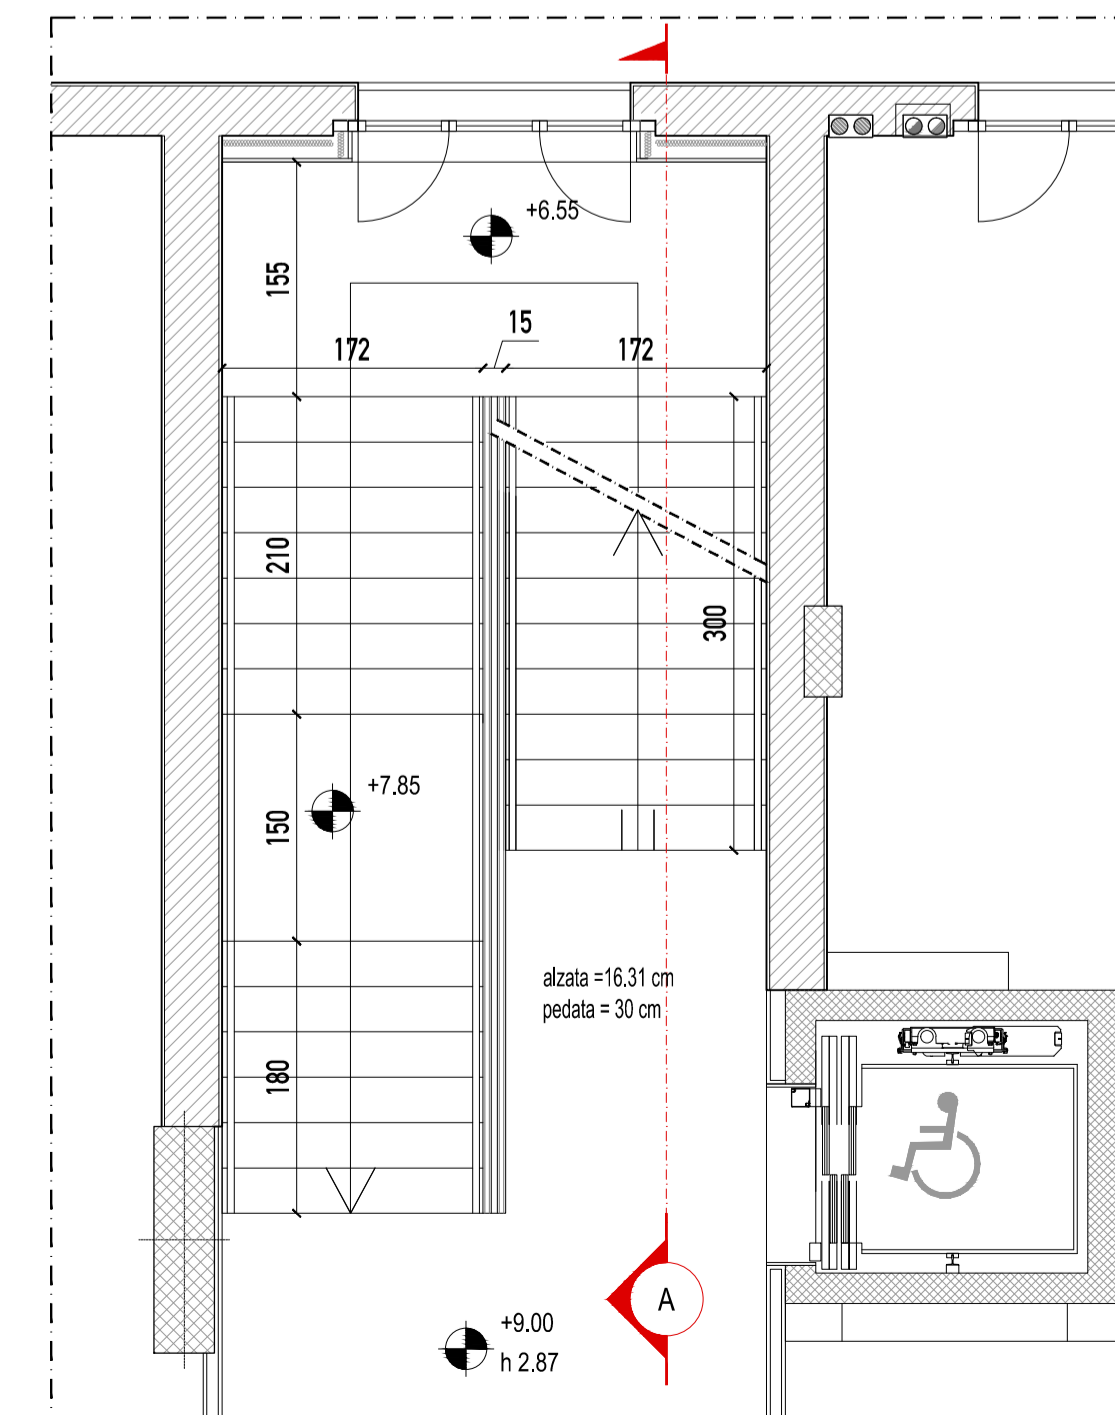 +6.55
155
15
172
172
210
300
+7.85
150
alzata =16.31 cm
pedata = 30 cm
180
A
+9.00
h 2.87